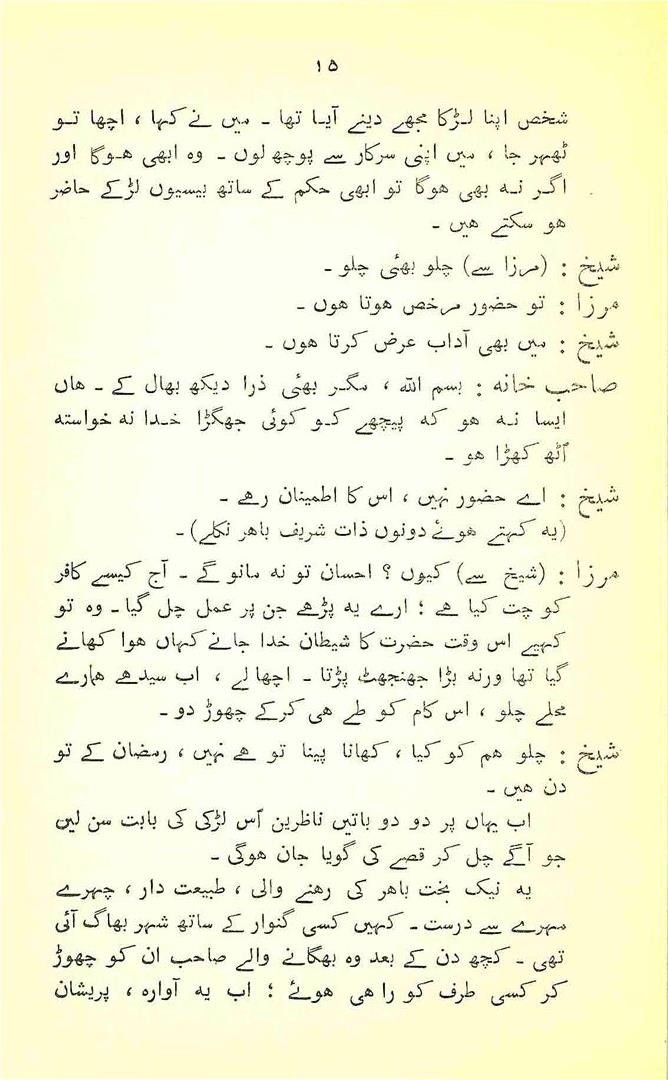 ۱۵
شخص اپنا لڑکا مجھے دینے آیا تھا ۔ میں نے کہا ، اچھا تو
ٹھہر جا ، میں اپنی سرکار سے پوچھ لوں ۔ وہ ابھی ہوگا اور
اگر نہ بھی ہوگا تو ابھی حکم کے ساتھ بیسیوں لڑکے حاضر
ہو سکتے ہیں ۔
شیخ : (مرزا سے) چلو بھئی چلو ۔
مرزا : تو حضور مرخص ہوتا ہوں ۔
شیخ : میں بھی آداب عرض کرتا ہوں ۔
صاحب خانہ : بسم اللہ ، مگر بھئی ذرا دیکھ بھال کے ۔ ہاں
ایسا نہ ہو کہ پیچھے کو کوئی جھگڑا خدا نہ خواستہ
اُٹھ کھڑا ہو ۔
شیخ : اے حضور نہیں ، اس کا اطمینان رہے ۔
(یہ کہتے ہوئے دونوں ذات شریف باہر نکلے) ۔
مرزا : (شیخ سے) کیوں ؟ احسان تو نہ مانو گے ۔ آج کیسے کافر
کو چت کیا ہے ؛ ارے یہ پڑھے جن پر عمل چل گیا ۔ وہ تو
کہیے اس وقت حضرت کا شیطان خدا جانے کہاں ہوا کھانے
گیا تھا ورنہ بڑا جھنجھٹ پڑتا ۔ اچھا لے ، اب سیدھے ہمارے
محلے چلو ، اس کام کو طے ہی کرکے چھوڑ دو ۔
شیخ : چلو ہم کو کیا ، کھانا پینا تو ہے نہیں ، رمضان کے تو
دن ہیں ۔
اب یہاں پر دو دو باتیں ناظرین اُس لڑکی کی بابت سن لیں
جو آگے چل کر قصے کی گویا جان ہوگی ۔
یہ نیک بخت باہر کی رہنے والی ، طبیعت دار ، چہرے
مہرے سے درست ۔ کہیں کسی گنوار کے ساتھ شہر بھاگ آئی
تھی ۔ کچھ دن کے بعد وہ بھگانے والے صاحب ان کو چھوڑ
کر کسی طرف کو راہی ہوئے ؛ اب یہ آوارہ ، پریشان